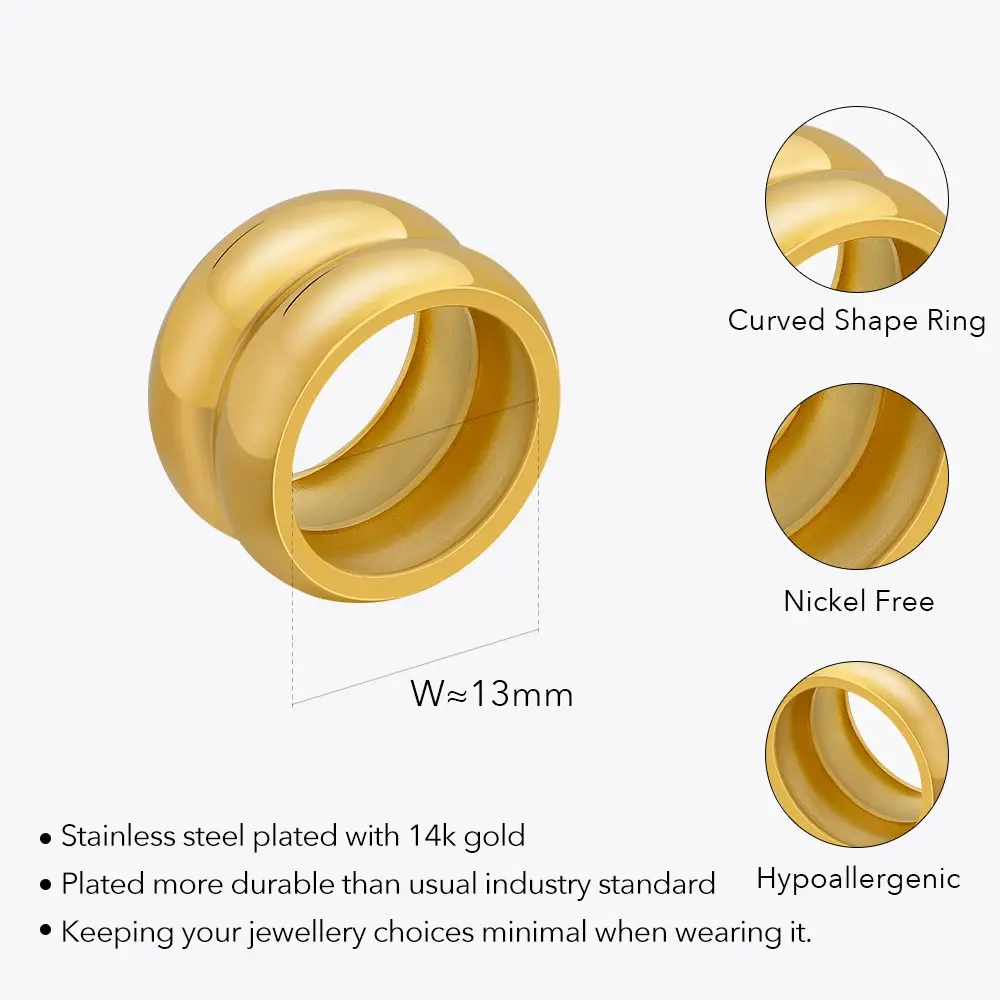 Curved Shape Ring
Nickel Free
W≈13mm
Hypoallergenic
• Stainless steel plated with 14k gold
• Plated more durable than usual industry standard
• Keeping your jewellery choices minimal when wearing it.